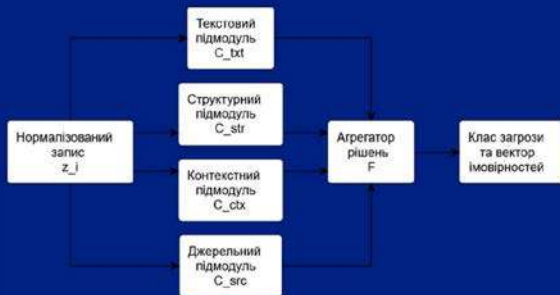 Текстовий
підмодуль
C_txt
Структурний
підмодуль
C_str
Нормалізований
запис
z_i
Контекстний
підмодуль
C_ctx
Джерельний
підмодуль
C_src
Агрегатор
рішень
F
Клас загрози
та вектор
імовірностей